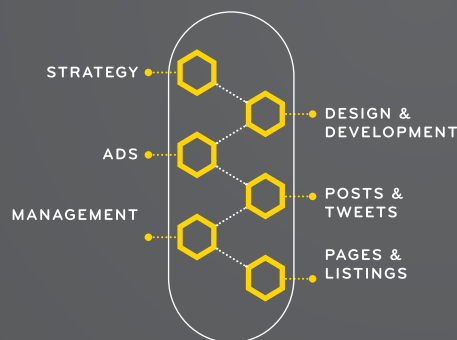 STRATEGY
DESIGN &
DEVELOPMENT
ADS
POSTS &
TWEETS
MANAGEMENT
PAGES &
LISTINGS